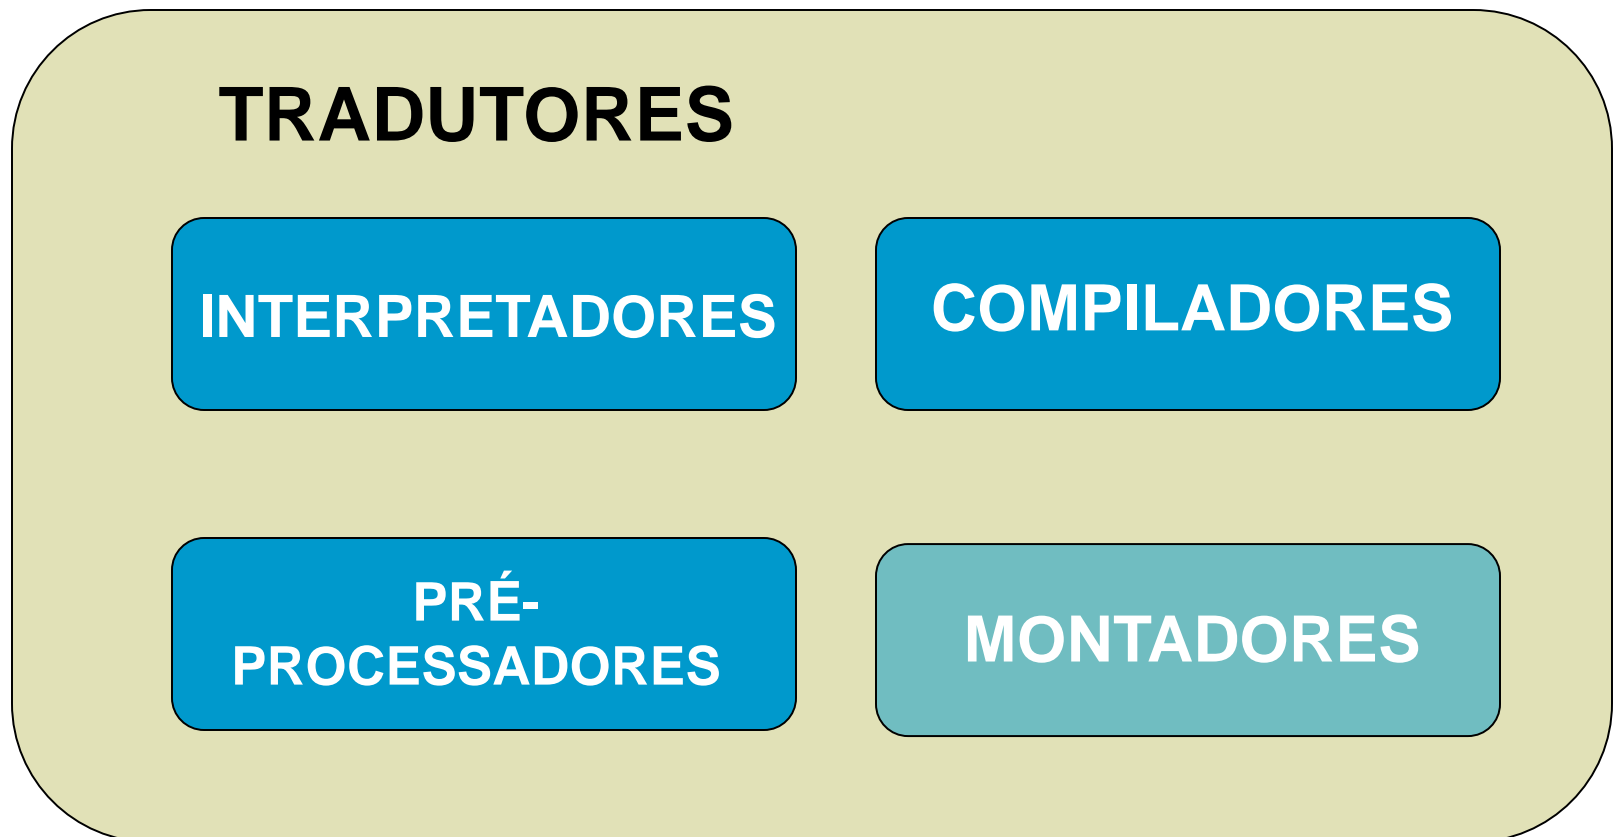 TRADUTORES
INTERPRETADORES
COMPILADORES
PRÉ-
PROCESSADORES
MONTADORES